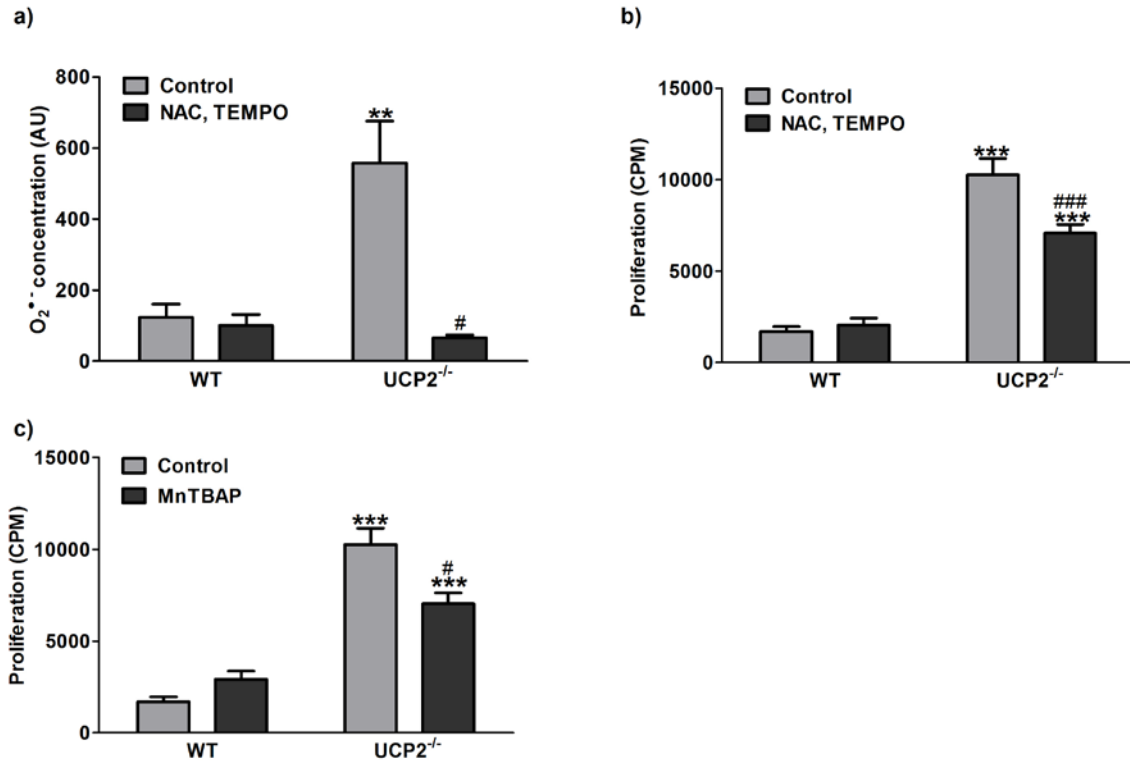 a)
800
600
400
200
0
O₂•- concentration (AU)
Control
NAC, TEMPO
**
#
WT
UCP2-/-
b)
15000
10000
5000
0
Proliferation (CPM)
Control
NAC, TEMPO
***
###
***
WT
UCP2-/-
c)
15000
10000
5000
0
Proliferation (CPM)
Control
MnTBAP
***
#
***
WT
UCP2-/-